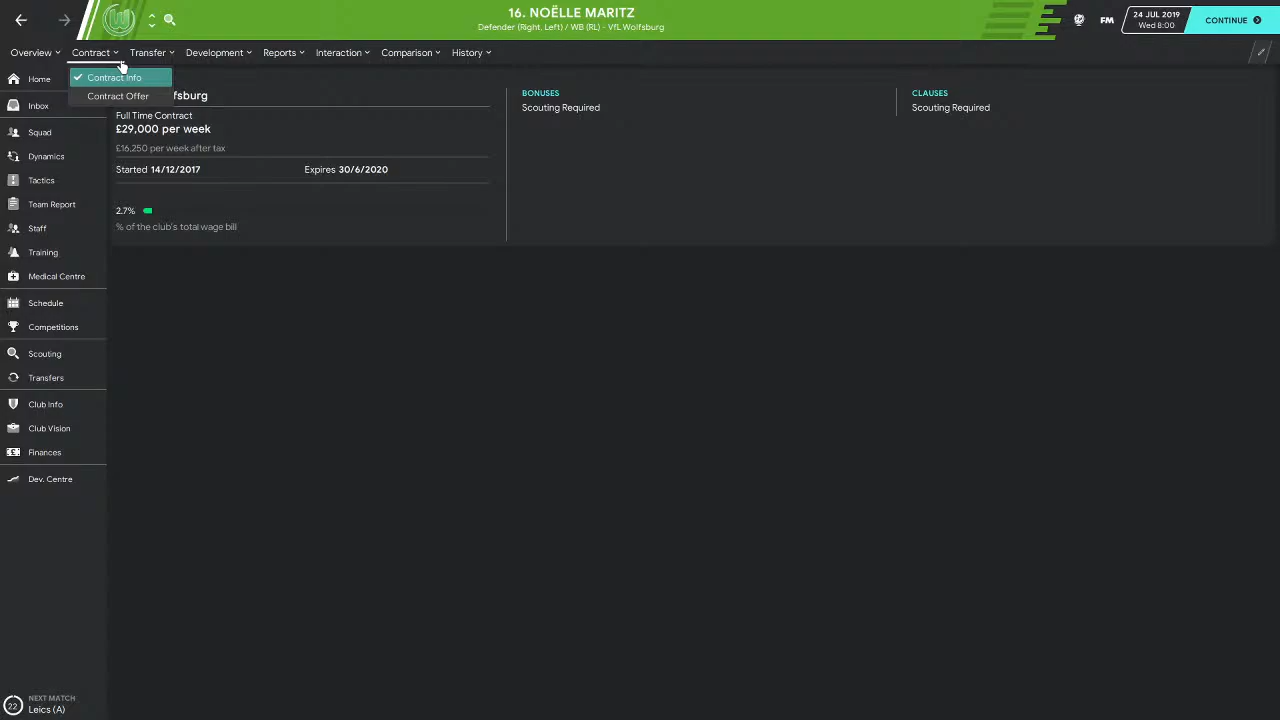 16. NOËLLE MARITZ
Defender (Right, Left) / WB (RL) - VfL Wolfsburg
FM
24 JUL 2019
Wed 8:00
CONTINUE
Overview
Contract
Transfer
Development
Reports
Interaction
Comparison
History
Contract Info
Contract Offer
Home
Inbox
Squad
Dynamics
Tactics
Team Report
Staff
Training
Medical Centre
Schedule
Competitions
Scouting
Transfers
Club Info
Club Vision
Finances
Dev. Centre
22
NEXT MATCH
Leics (A)
fsburg
Full Time Contract
£29,000 per week
£16,250 per week after tax
Started 14/12/2017
Expires 30/6/2020
2.7%
% of the club's total wage bill
BONUSES
Scouting Required
CLAUSES
Scouting Required